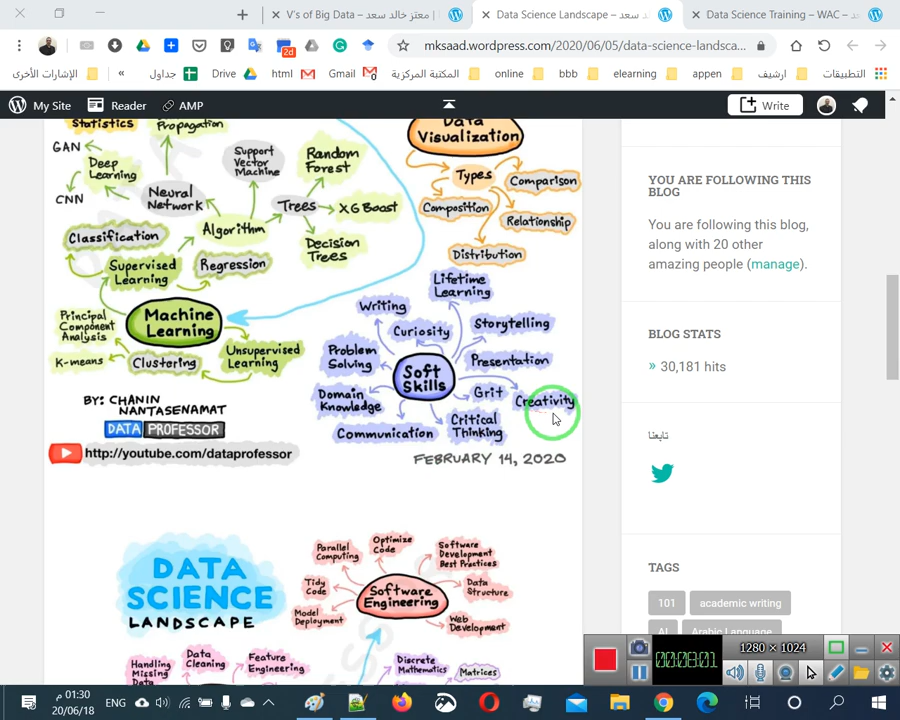 V's of Big Data – معتز خالد سعد |
Data Science Landscape – سعد
Data Science Training – WAC –
mksaad.wordpress.com/2020/06/05/data-science-landsca...
2d
الإشارات الأخرى
«
جداول
Drive
html
Gmail
المكتبة المركزية
online
bbb
elearning
appen
ارشيف
التطبيقات
My Site
Reader
AMP
Write
Statistics
Propagation
GAN
Deep Learning
CNN
Neural Network
Support Vector Machine
Random Forest
Trees
XG Boost
Decision Trees
Algorithm
Classification
Supervised Learning
Regression
Machine Learning
Principal Component Analysis
K-means
Clustering
Unsupervised Learning
Data Visualization
Types
Comparison
Composition
Relationship
Distribution
Lifetime Learning
Writing
Curiosity
Storytelling
Problem Solving
Soft Skills
Presentation
Domain Knowledge
Grit
Creativity
Communication
Critical Thinking
BY: CHANIN NANTASENAMAT
DATA PROFESSOR
http://youtube.com/dataprofessor
FEBRUARY 14, 2020
DATA SCIENCE LANDSCAPE
Parallel Computing
Optimize Code
Software Development Best Practices
Tidy Code
Software Engineering
Data Structure
Model Deployment
Web Development
Handling Missing Data
Data Cleaning
Feature Engineering
Discrete Mathematics
Matrices
YOU ARE FOLLOWING THIS
BLOG
You are following this blog,
along with 20 other
amazing people (manage).
BLOG STATS
» 30,181 hits
تابعنا
TAGS
101
academic writing
AI
Arabic Language
1280 × 1024
00:03:01
01:30 م
20/06/18
ENG